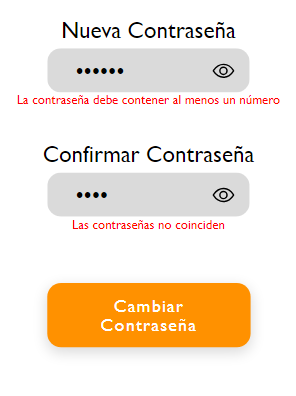 Nueva Contraseña
••••••
La contraseña debe contener al menos un número
Confirmar Contraseña
••••
Las contraseñas no coinciden
Cambiar
Contraseña